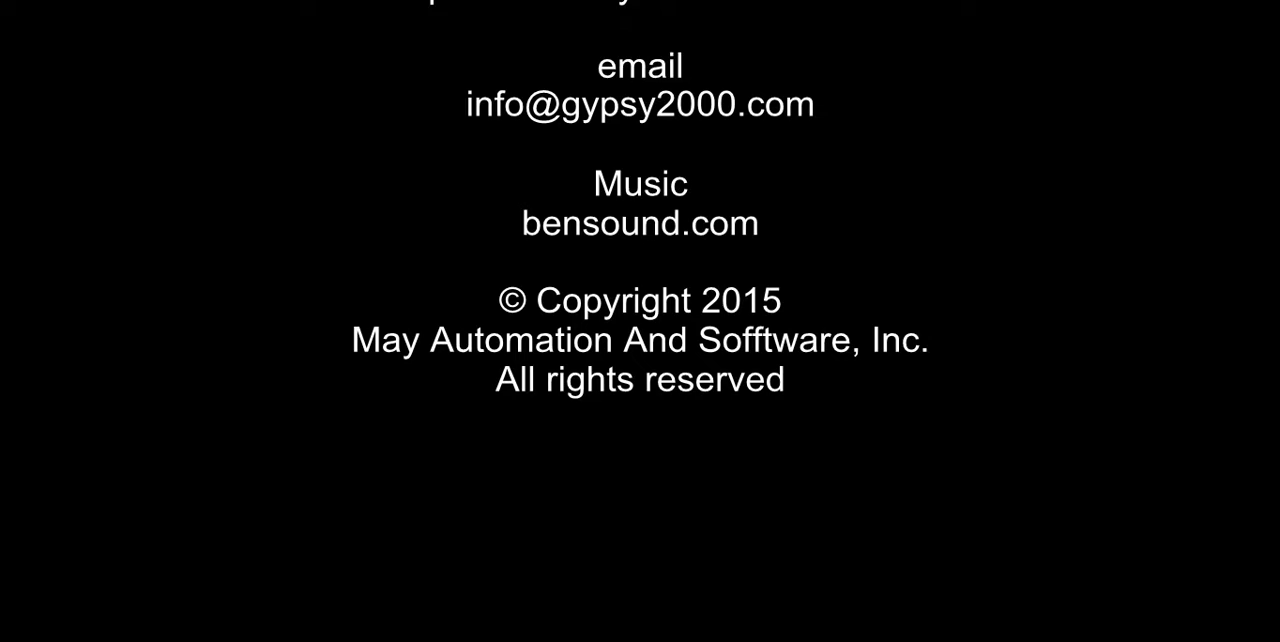 email
info@gypsy2000.com
Music
bensound.com
© Copyright 2015
May Automation And Sofftware, Inc.
All rights reserved